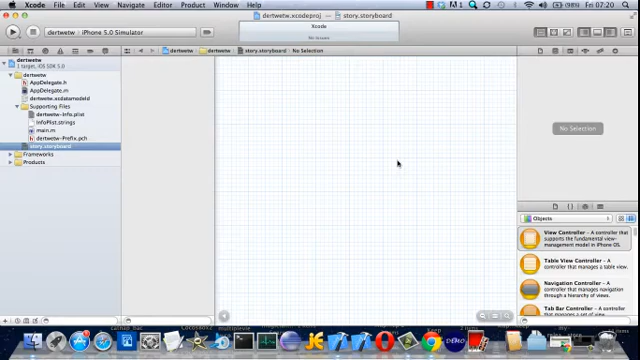 Xcode File Edit View Navigate Editor Product Window Help
Fri 07:20
dertwetw.xcodeproj — story.storyboard
dertwetw iPhone 5.0 Simulator
Xcode
No issues
dertwetw story.storyboard No Selection
dertwetw
1 target, iOS SDK 5.0
dertwetw
AppDelegate.h
AppDelegate.m
dertwetw.xcdatamodeld
Supporting Files
dertwetw-Info.plist
InfoPlist.strings
main.m
dertwetw-Prefix.pch
story.storyboard
Frameworks
Products
No Selection
Objects
View Controller – A controller that supports the fundamental view-management model in iPhone OS.
Table View Controller – A controller that manages a table view.
Navigation Controller – A controller that manages navigation through a hierarchy of views.
Tab Bar Controller – A